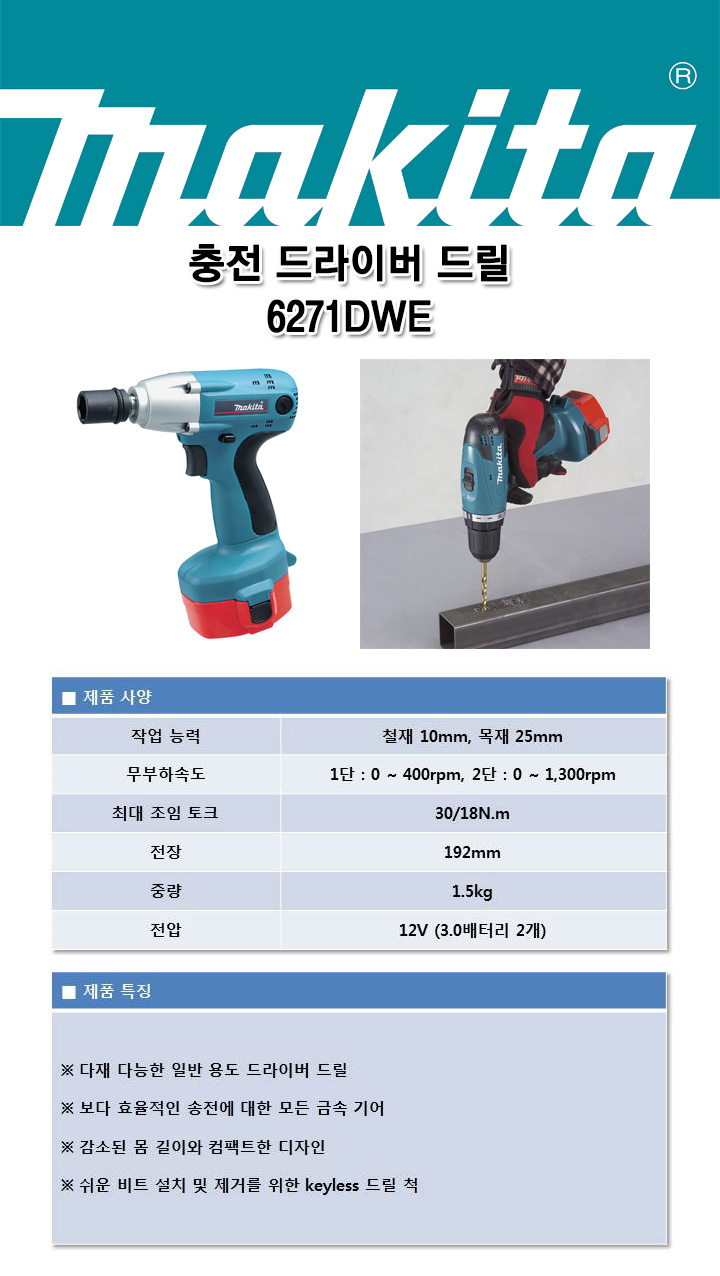 makita®
충전 드라이버 드릴
6271DWE
makita
makita
■ 제품 사양
작업 능력 철재 10mm, 목재 25mm
무부하속도 1단 : 0 ~ 400rpm, 2단 : 0 ~ 1,300rpm
최대 조임 토크 30/18N.m
전장 192mm
중량 1.5kg
전압 12V (3.0배터리 2개)
■ 제품 특징
※ 다재 다능한 일반 용도 드라이버 드릴
※ 보다 효율적인 송전에 대한 모든 금속 기어
※ 감소된 몸 길이와 컴팩트한 디자인
※ 쉬운 비트 설치 및 제거를 위한 keyless 드릴 척